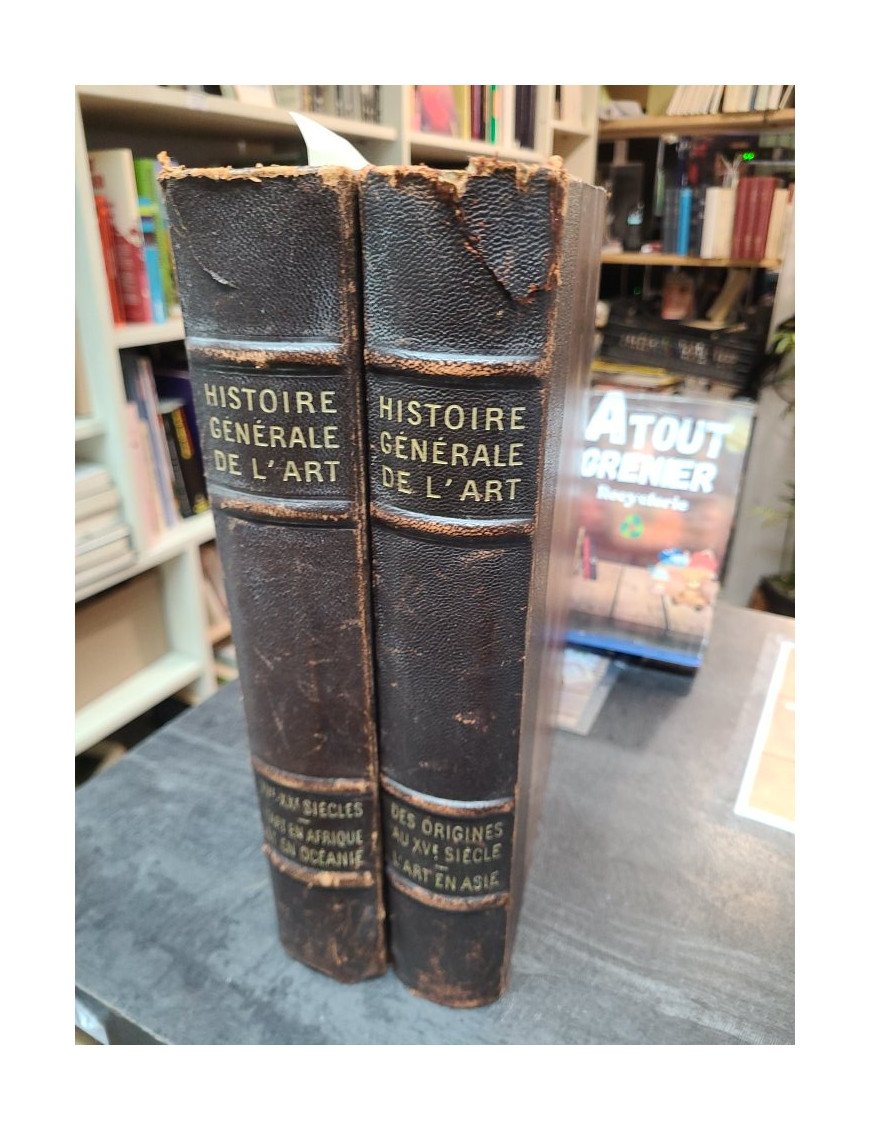 HISTOIRE
GÉNÉRALE
DE L'ART
XXᵉ SIÈCLES
EN AFRIQUE
EN OCÉANIE
HISTOIRE
GÉNÉRALE
DE L'ART
DES ORIGINES
AU XVᵉ SIÈCLE
L'ART EN ASIE
ATOUT
GRENIER
Recyclerie